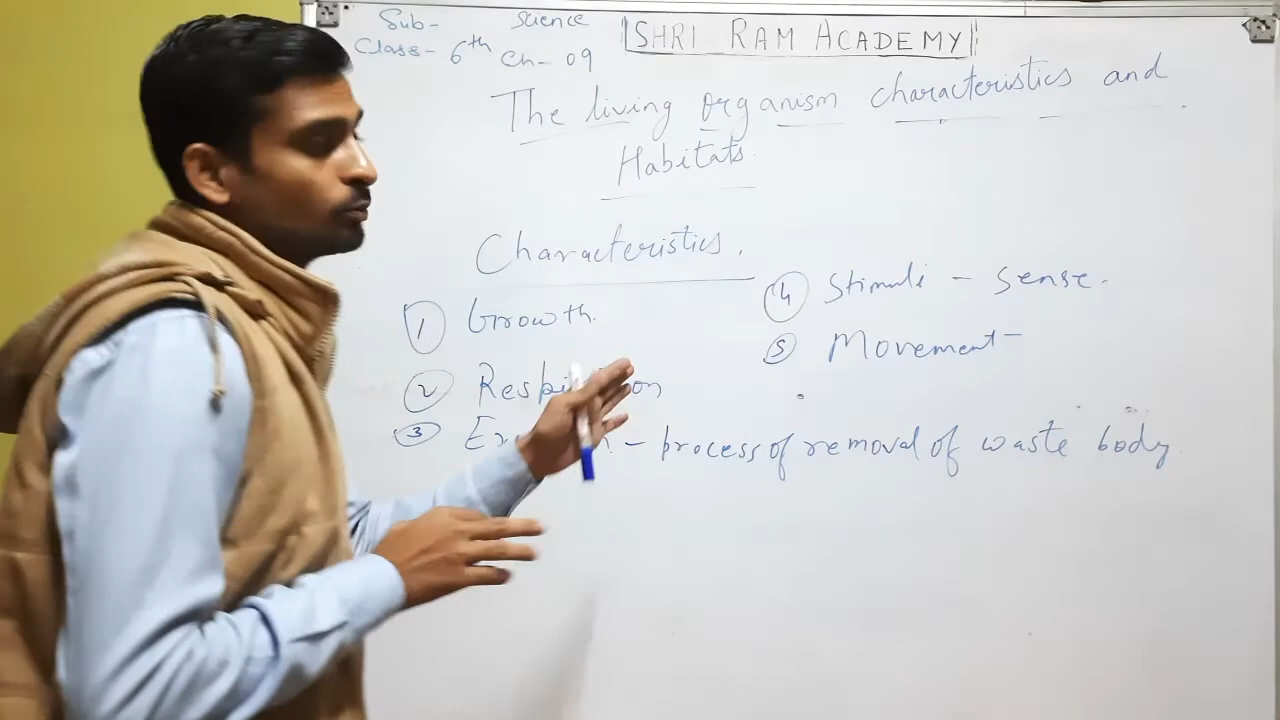 Sub- Science
Class- 6th Ch- 09
SHRI RAM ACADEMY
The living organism characteristics and
Habitats.
Characteristics.
1 Growth.
2
3 - process of removal of waste body
4 Stimuli - sense.
5 Movement -